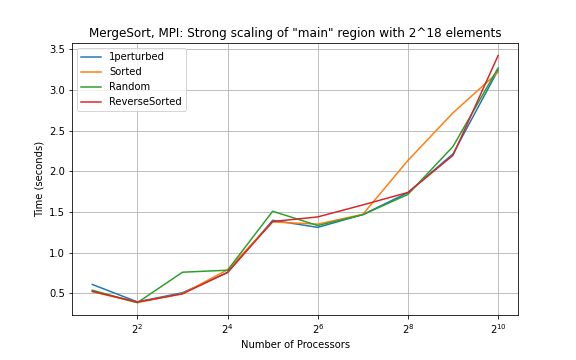 MergeSort, MPI: Strong scaling of "main" region with 2^18 elements
3.5
3.0
2.5
2.0
1.5
1.0
0.5
Time (seconds)
1perturbed
Sorted
Random
ReverseSorted
2^2 2^4 2^6 2^8 2^10
Number of Processors